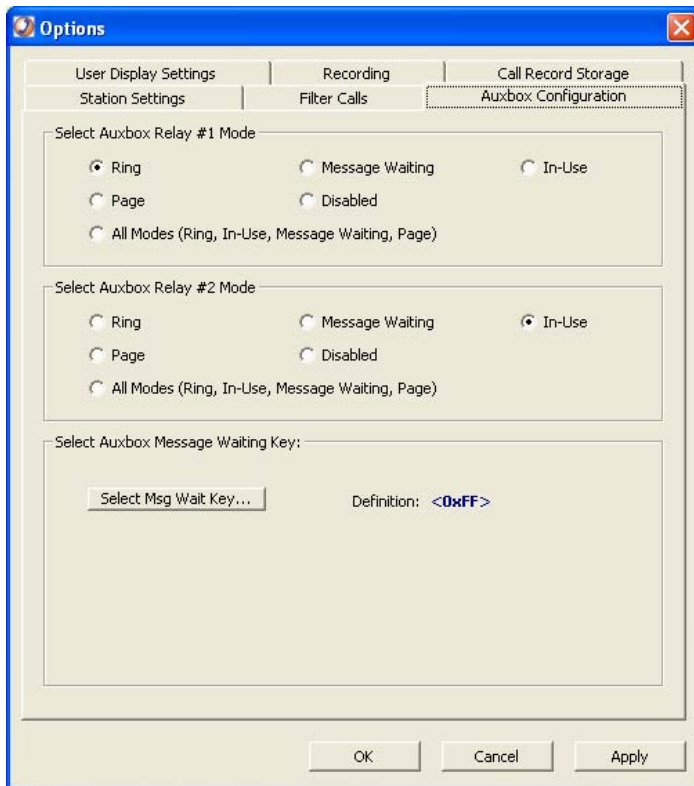 Options
User Display Settings Recording Call Record Storage
Station Settings Filter Calls Auxbox Configuration
Select Auxbox Relay #1 Mode
Ring Message Waiting In-Use
Page Disabled
All Modes (Ring, In-Use, Message Waiting, Page)
Select Auxbox Relay #2 Mode
Ring Message Waiting In-Use
Page Disabled
All Modes (Ring, In-Use, Message Waiting, Page)
Select Auxbox Message Waiting Key:
Select Msg Wait Key... Definition: <0xFF>
OK Cancel Apply